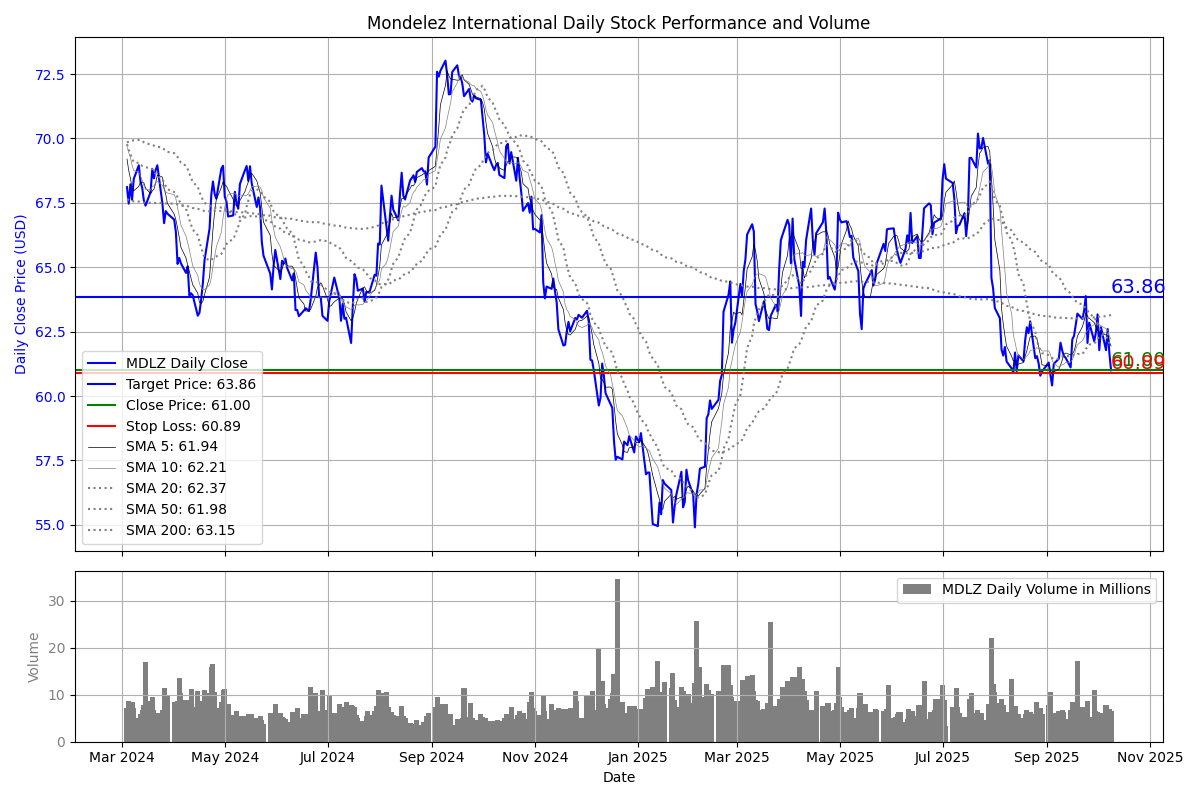 Mondelez International Daily Stock Performance and Volume
Daily Close Price (USD)
72.5
70.0
67.5
65.0
62.5
60.0
57.5
55.0
63.86
61.00
60.89
MDLZ Daily Close
Target Price: 63.86
Close Price: 61.00
Stop Loss: 60.89
SMA 5: 61.94
SMA 10: 62.21
SMA 20: 62.37
SMA 50: 61.98
SMA 200: 63.15
Volume
30
20
10
0
MDLZ Daily Volume in Millions
Mar 2024 May 2024 Jul 2024 Sep 2024 Nov 2024 Jan 2025 Mar 2025 May 2025 Jul 2025 Sep 2025 Nov 2025
Date